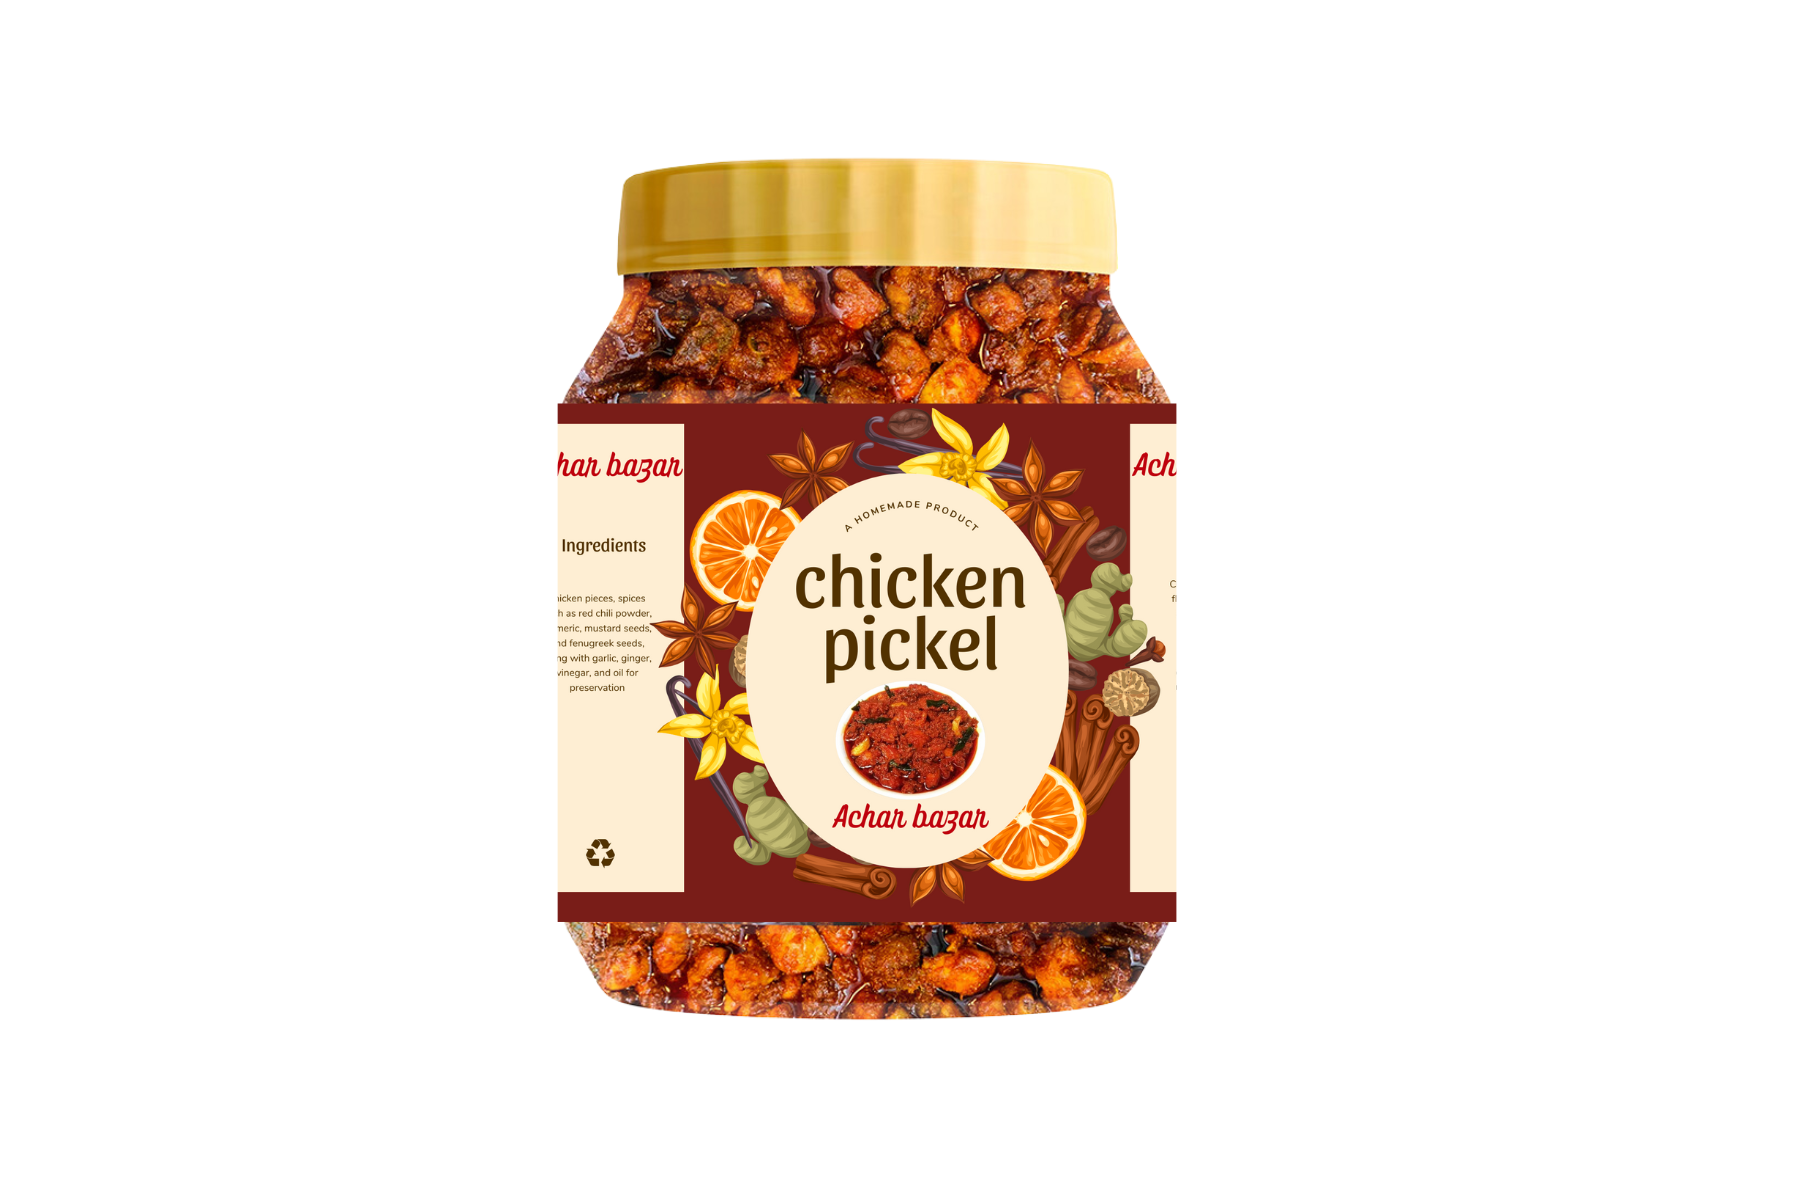 har bazar
Ingredients
icken pieces, spices
h as red chili powder,
meric, mustard seeds,
nd fenugreek seeds,
ng with garlic, ginger,
vinegar, and oil for
preservation
A HOMEMADE PRODUCT
chicken
pickel
Achar bazar
Ach
C
fl